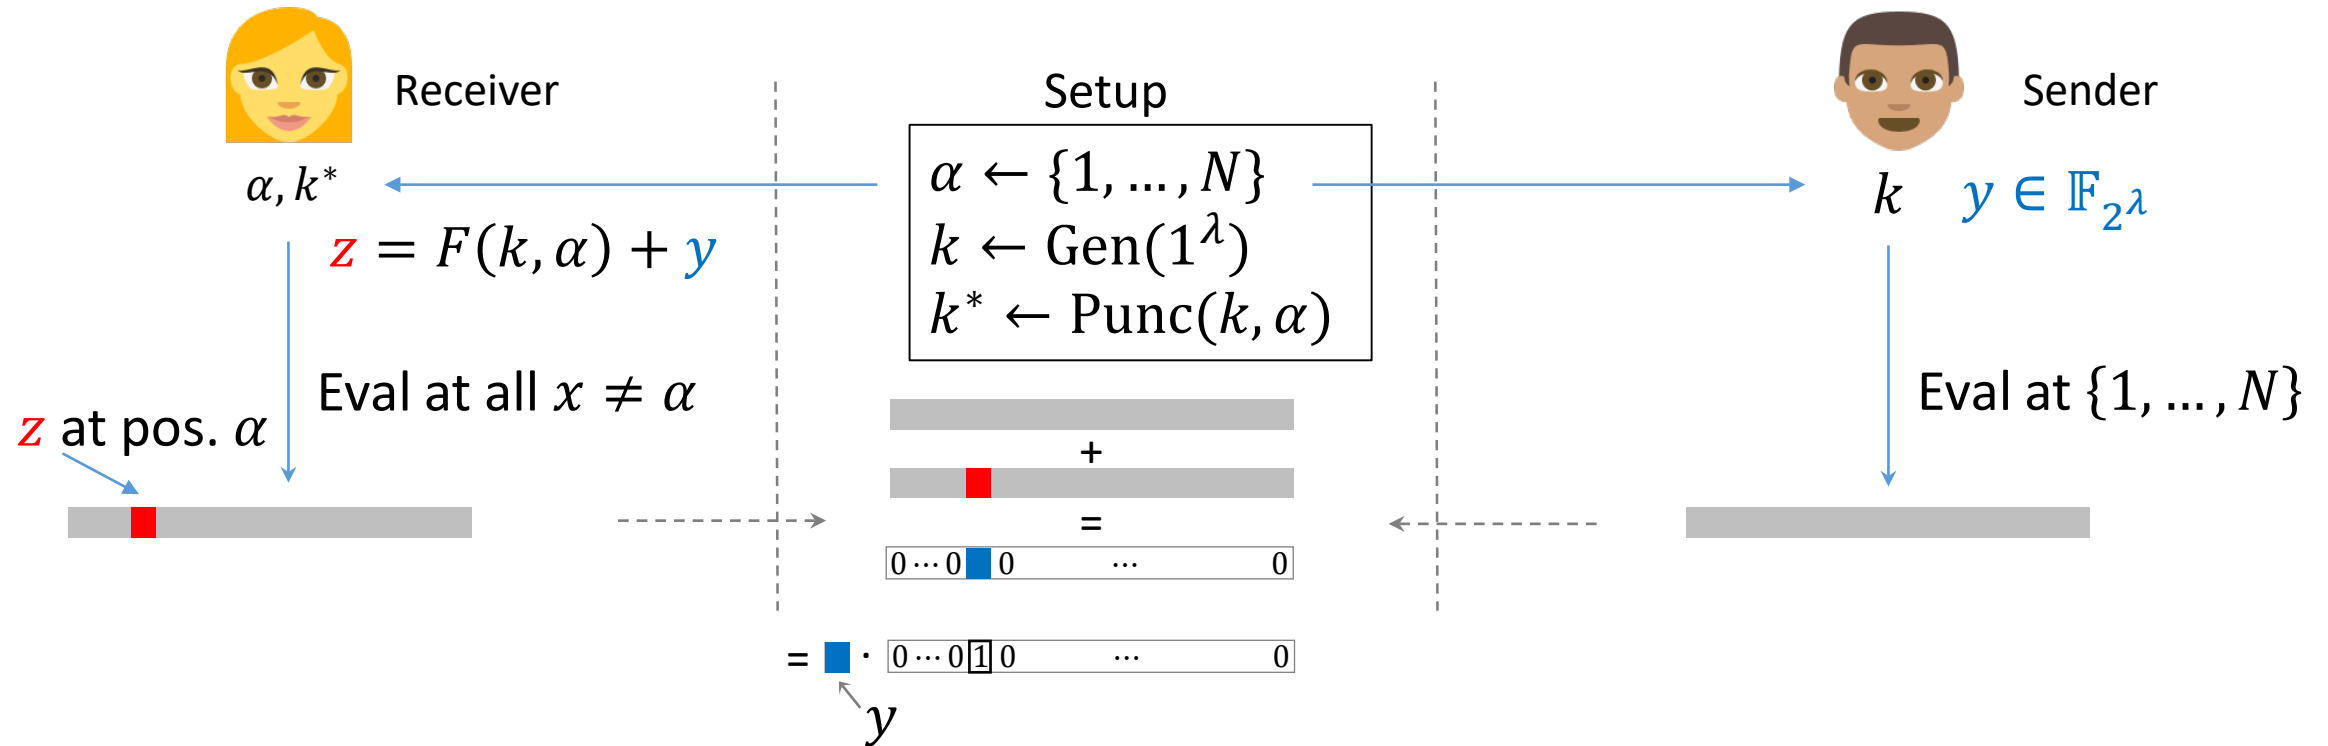 Receiver
Setup
Sender
α, k*
α ← {1, … , N}
k ← Gen(1^λ)
k* ← Punc(k, α)
k
y ∈ 𝔽_{2^λ}
z = F(k, α) + y
Eval at all x ≠ α
Eval at {1, … , N}
z at pos. α
+
=
0 ⋯ 0 0 ⋯ 0
= · 0 ⋯ 0 1 0 ⋯ 0
y